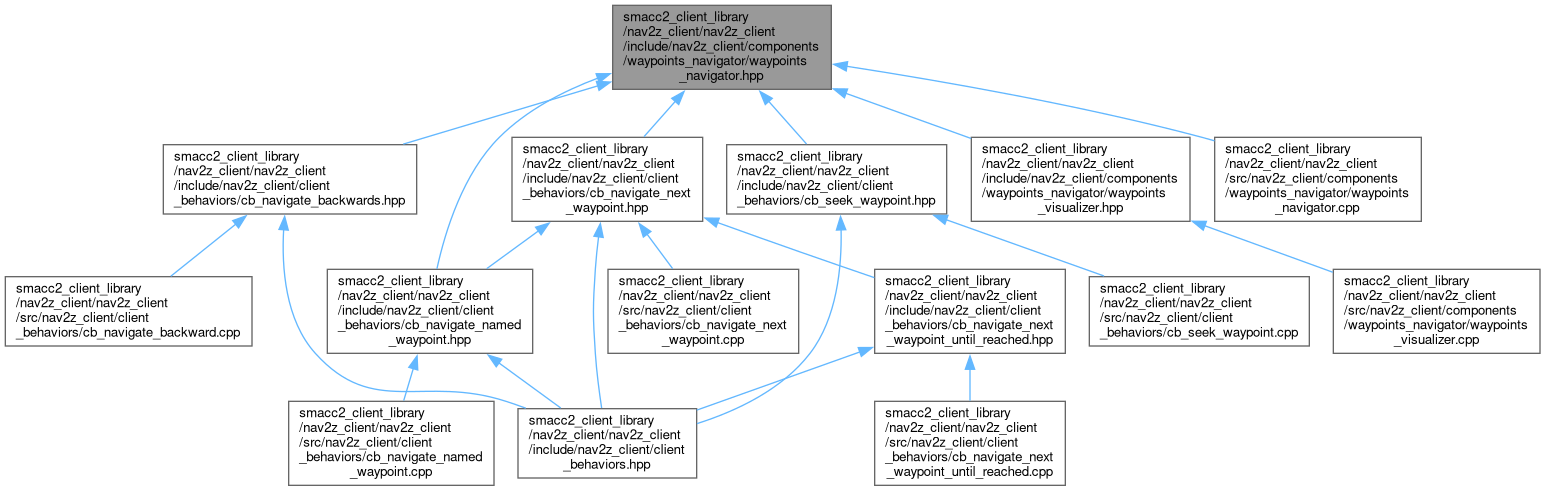 smacc2_client_library
/nav2z_client/nav2z_client
/include/nav2z_client/components
/waypoints_navigator/waypoints
_navigator.hpp
smacc2_client_library
/nav2z_client/nav2z_client
/include/nav2z_client/client
_behaviors/cb_navigate_backwards.hpp
smacc2_client_library
/nav2z_client/nav2z_client
/include/nav2z_client/client
_behaviors/cb_navigate_next
_waypoint.hpp
smacc2_client_library
/nav2z_client/nav2z_client
/include/nav2z_client/client
_behaviors/cb_seek_waypoint.hpp
smacc2_client_library
/nav2z_client/nav2z_client
/include/nav2z_client/components
/waypoints_navigator/waypoints
_visualizer.hpp
smacc2_client_library
/nav2z_client/nav2z_client
/src/nav2z_client/components
/waypoints_navigator/waypoints
_navigator.cpp
smacc2_client_library
/nav2z_client/nav2z_client
/src/nav2z_client/client
_behaviors/cb_navigate_backward.cpp
smacc2_client_library
/nav2z_client/nav2z_client
/include/nav2z_client/client
_behaviors/cb_navigate_named
_waypoint.hpp
smacc2_client_library
/nav2z_client/nav2z_client
/src/nav2z_client/client
_behaviors/cb_navigate_next
_waypoint.cpp
smacc2_client_library
/nav2z_client/nav2z_client
/include/nav2z_client/client
_behaviors/cb_navigate_next
_waypoint_until_reached.hpp
smacc2_client_library
/nav2z_client/nav2z_client
/src/nav2z_client/client
_behaviors/cb_seek_waypoint.cpp
smacc2_client_library
/nav2z_client/nav2z_client
/src/nav2z_client/components
/waypoints_navigator/waypoints
_visualizer.cpp
smacc2_client_library
/nav2z_client/nav2z_client
/src/nav2z_client/client
_behaviors/cb_navigate_named
_waypoint.cpp
smacc2_client_library
/nav2z_client/nav2z_client
/include/nav2z_client/client
_behaviors.hpp
smacc2_client_library
/nav2z_client/nav2z_client
/src/nav2z_client/client
_behaviors/cb_navigate_next
_waypoint_until_reached.cpp